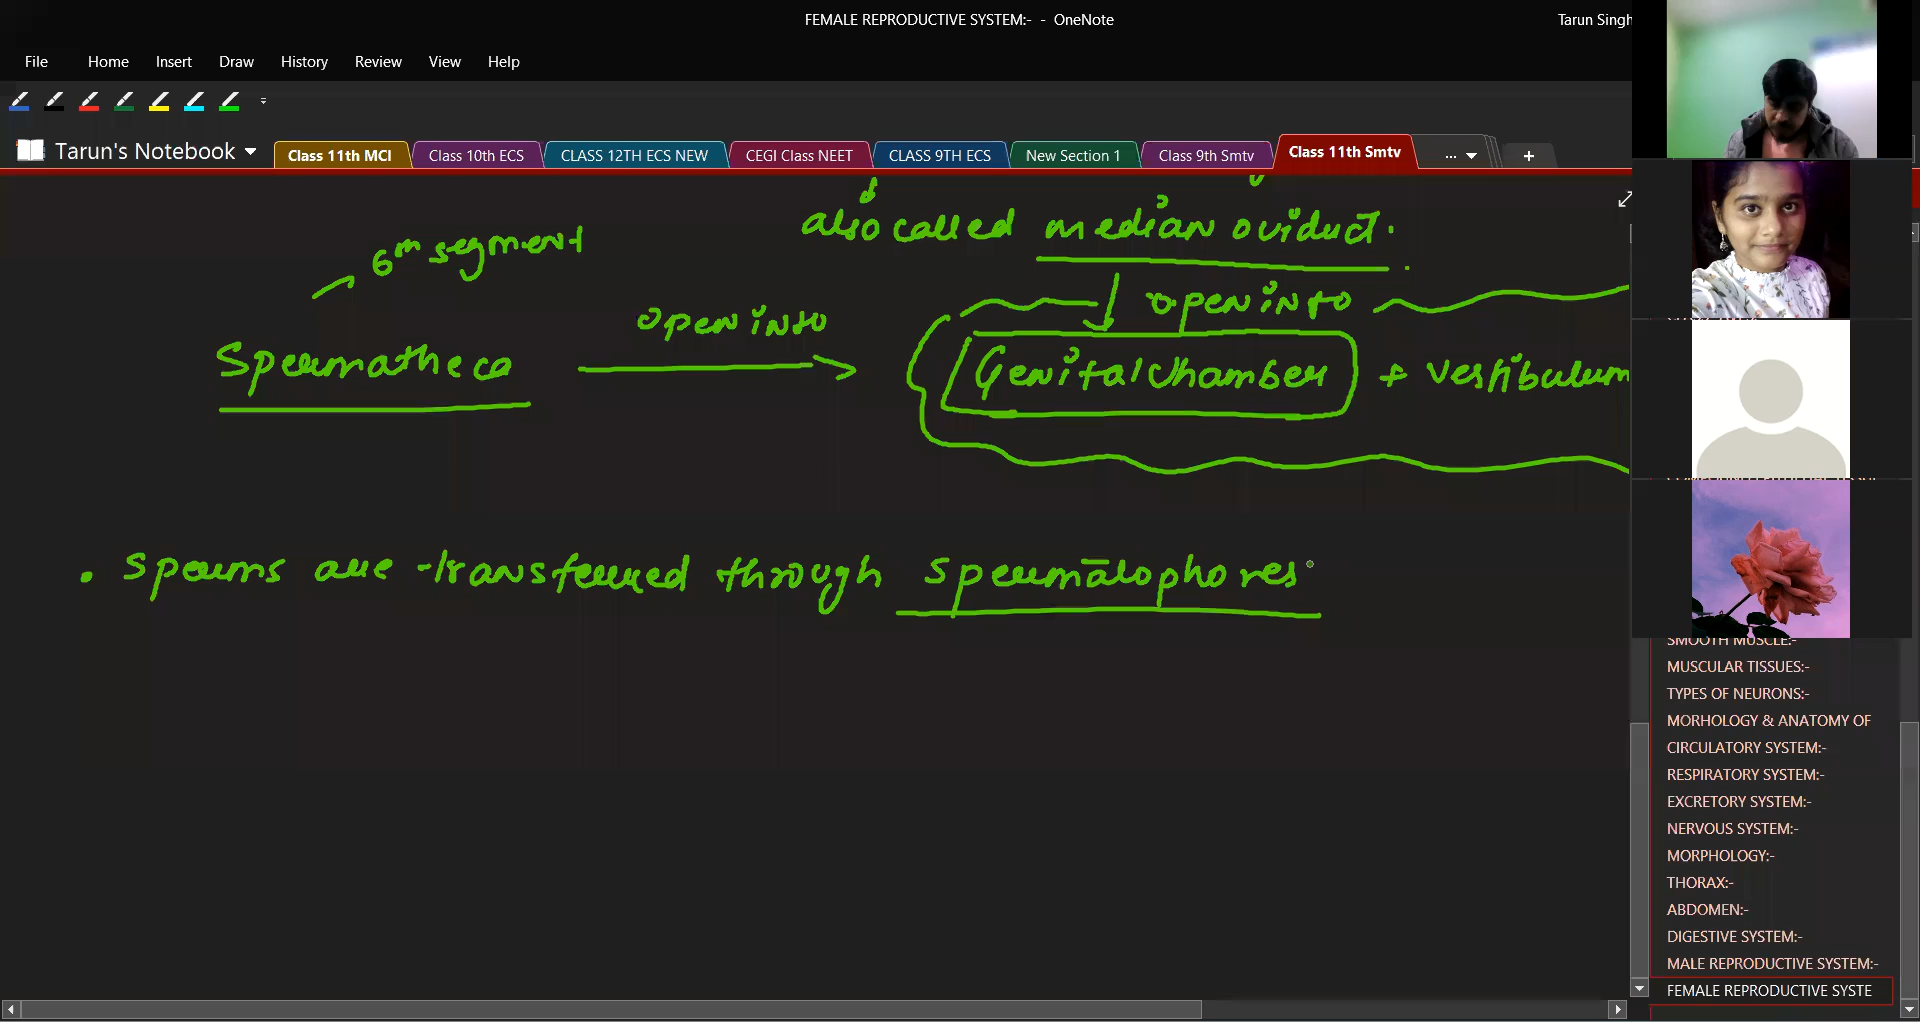 FEMALE REPRODUCTIVE SYSTEM:- - OneNote
Tarun Singh
File Home Insert Draw History Review View Help
Tarun's Notebook
Class 11th MCI
Class 10th ECS
CLASS 12TH ECS NEW
CEGI Class NEET
CLASS 9TH ECS
New Section 1
Class 9th Smtv
Class 11th Smtv
...
+
also called median oviduct.
6th segment
open into
open into
Spermatheca
Genital chamber + vestibulum
• sperms are transferred through spermatophores
SMOOTH MUSCLE:-
MUSCULAR TISSUES:-
TYPES OF NEURONS:-
MORHOLOGY & ANATOMY OF
CIRCULATORY SYSTEM:-
RESPIRATORY SYSTEM:-
EXCRETORY SYSTEM:-
NERVOUS SYSTEM:-
MORPHOLOGY:-
THORAX:-
ABDOMEN:-
DIGESTIVE SYSTEM:-
MALE REPRODUCTIVE SYSTEM:-
FEMALE REPRODUCTIVE SYSTE